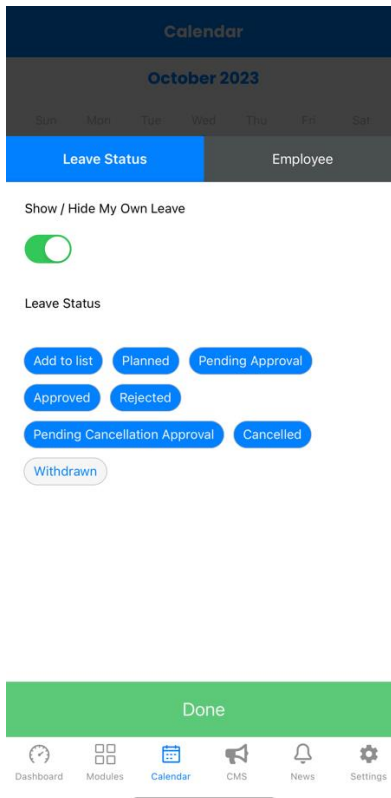 Calendar
October 2023
Sun Mon Tue Wed Thu Fri Sat
Leave Status Employee
Show / Hide My Own Leave
Leave Status
Add to list Planned Pending Approval
Approved Rejected
Pending Cancellation Approval Cancelled
Withdrawn
Done
Dashboard Modules Calendar CMS News Settings